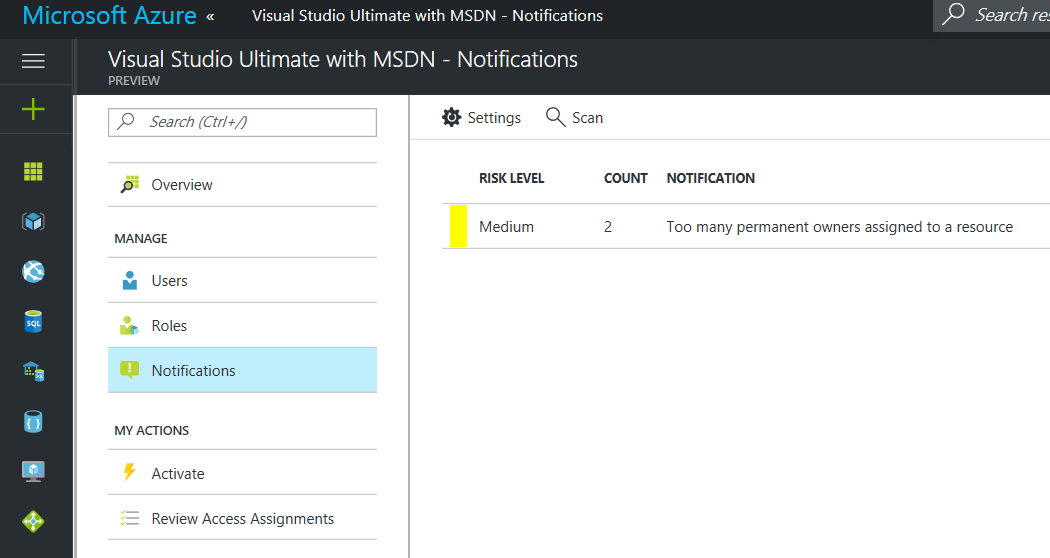 Microsoft Azure « Visual Studio Ultimate with MSDN - Notifications Search res
Visual Studio Ultimate with MSDN - Notifications
PREVIEW
Search (Ctrl+/)
Overview
MANAGE
Users
Roles
Notifications
MY ACTIONS
Activate
Review Access Assignments
Settings Scan
RISK LEVEL COUNT NOTIFICATION
Medium 2 Too many permanent owners assigned to a resource
SQL